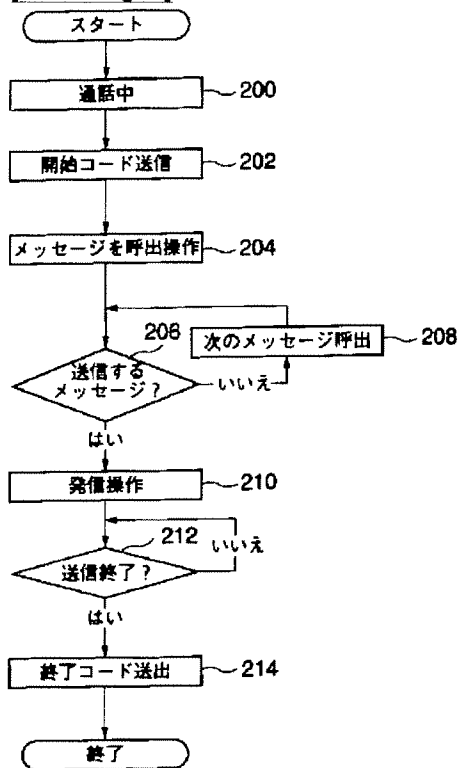 スタート
通話中
200
開始コード送信
202
メッセージを呼出操作
204
206
次のメッセージ呼出
208
送信する
メッセージ？
いいえ
はい
発信操作
210
212
いいえ
送信終了？
はい
終了コード送出
214
終了